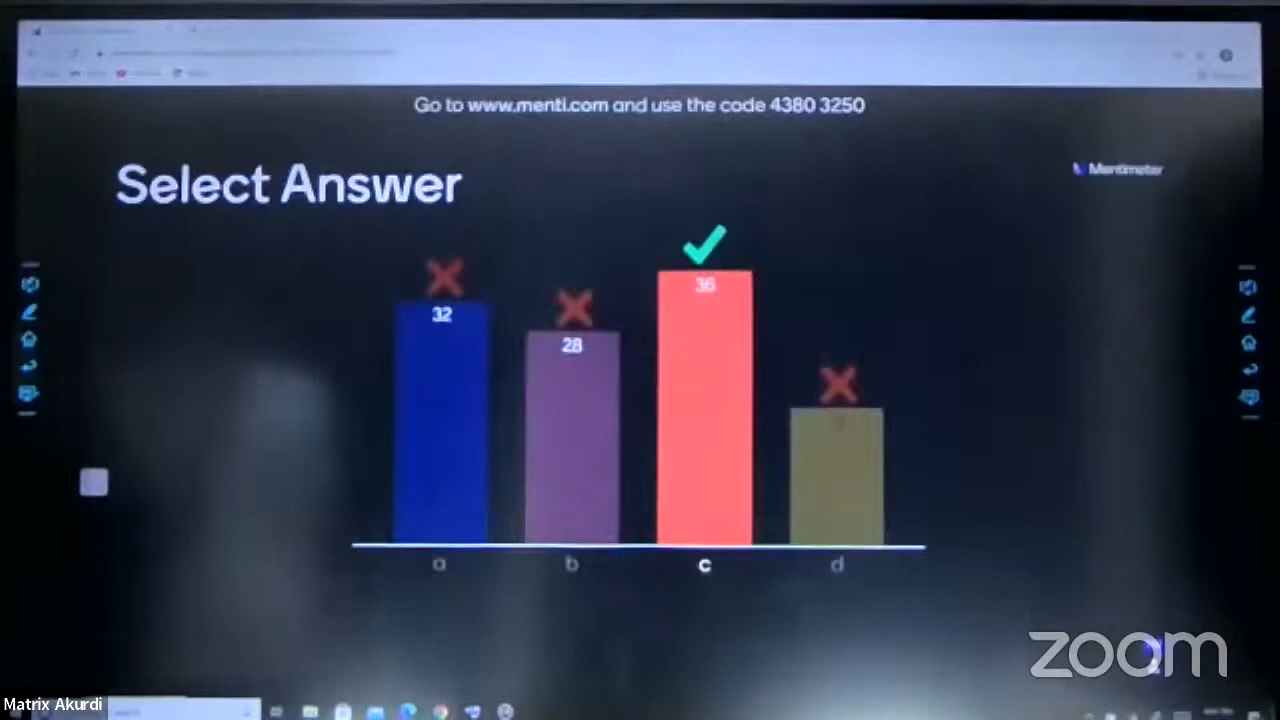 Go to www.menti.com and use the code 4380 3250
Select Answer
Mentimeter
36
32
28
a
b
c
d
zoom
Matrix Akurdi